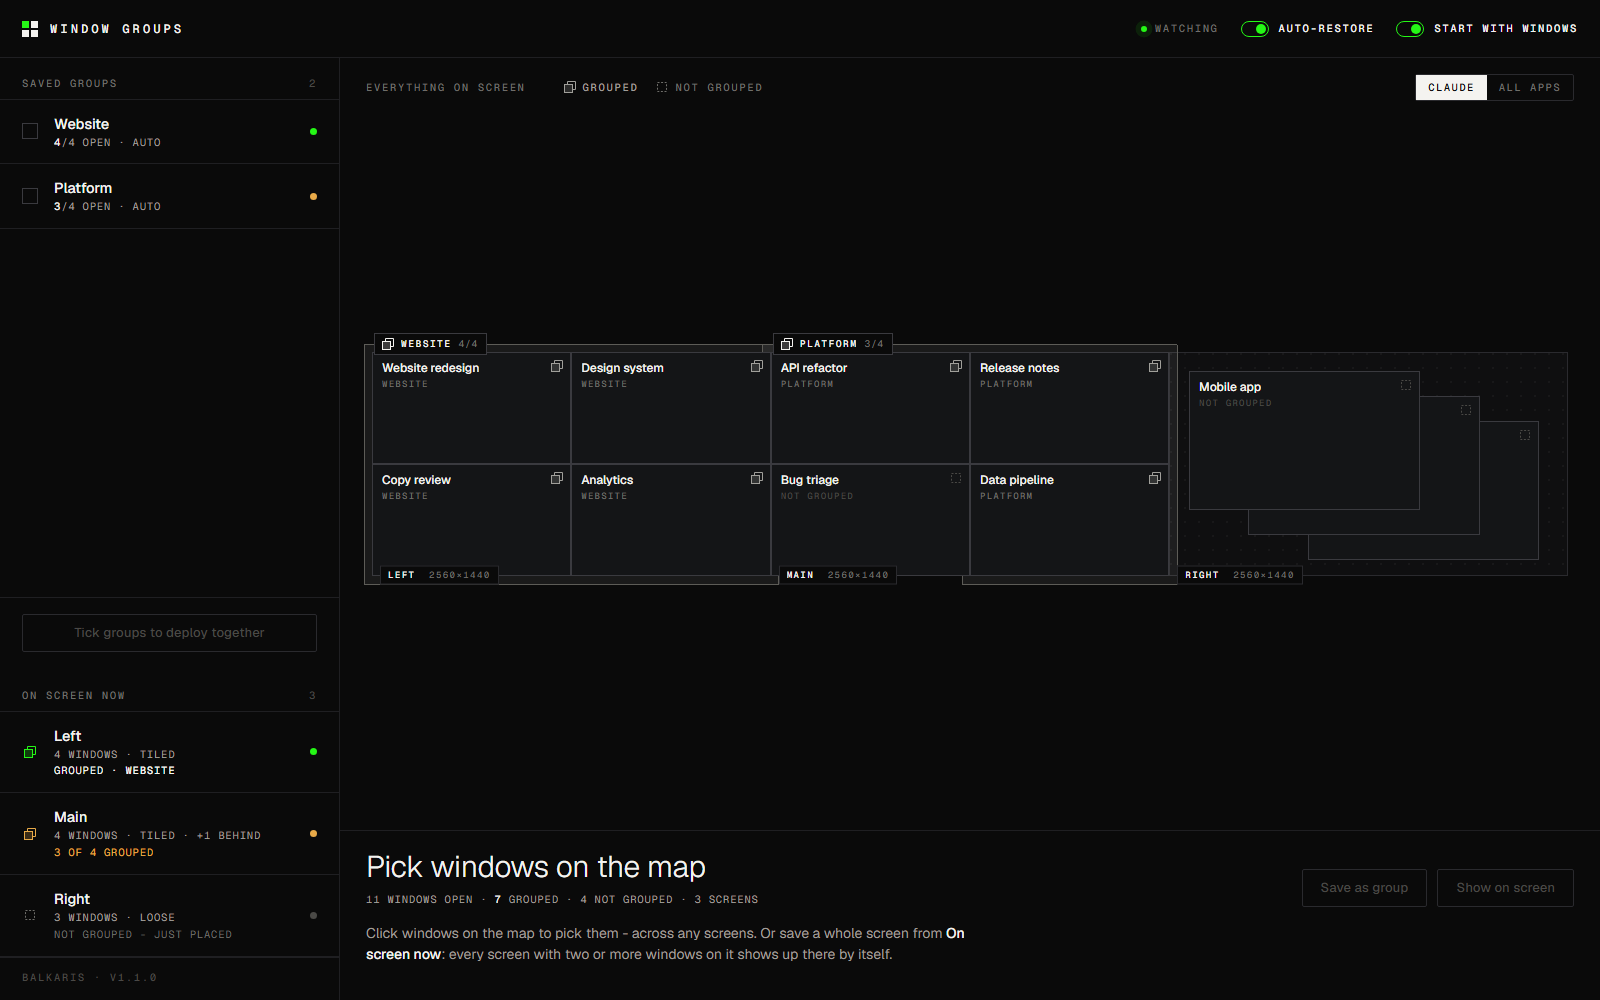 WINDOW GROUPS
WATCHING
AUTO-RESTORE
START WITH WINDOWS
SAVED GROUPS 2
Website
4/4 OPEN · AUTO
Platform
3/4 OPEN · AUTO
Tick groups to deploy together
ON SCREEN NOW 3
Left
4 WINDOWS · TILED
GROUPED · WEBSITE
Main
4 WINDOWS · TILED · +1 BEHIND
3 OF 4 GROUPED
Right
3 WINDOWS · LOOSE
NOT GROUPED - JUST PLACED
BALKARIS · V1.1.0
EVERYTHING ON SCREEN
GROUPED
NOT GROUPED
CLAUDE
ALL APPS
WEBSITE 4/4
PLATFORM 3/4
Website redesign
WEBSITE
Design system
WEBSITE
API refactor
PLATFORM
Release notes
PLATFORM
Mobile app
NOT GROUPED
Copy review
WEBSITE
Analytics
WEBSITE
Bug triage
NOT GROUPED
Data pipeline
PLATFORM
LEFT 2560×1440
MAIN 2560×1440
RIGHT 2560×1440
Pick windows on the map
11 WINDOWS OPEN · 7 GROUPED · 4 NOT GROUPED · 3 SCREENS
Click windows on the map to pick them - across any screens. Or save a whole screen from On
screen now: every screen with two or more windows on it shows up there by itself.
Save as group
Show on screen